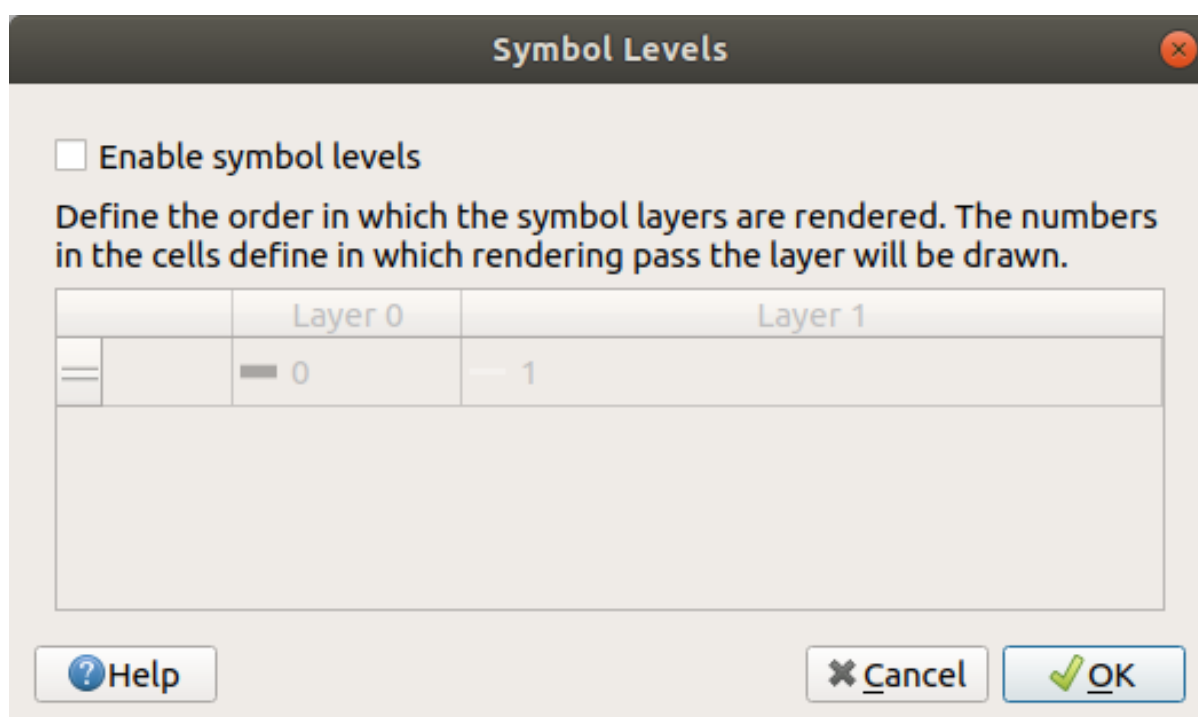 Symbol Levels
Enable symbol levels
Define the order in which the symbol layers are rendered. The numbers
in the cells define in which rendering pass the layer will be drawn.
Layer 0 Layer 1
0 1
Help Cancel OK